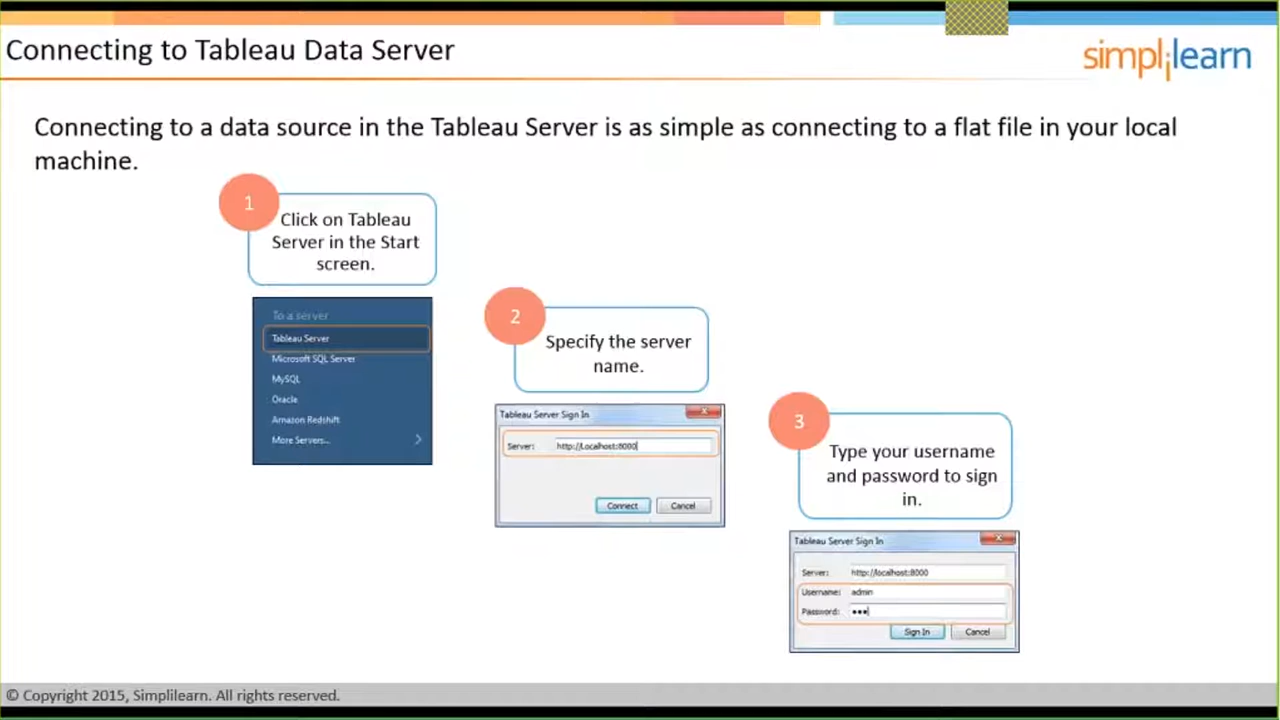 Connecting to Tableau Data Server
simplilearn
Connecting to a data source in the Tableau Server is as simple as connecting to a flat file in your local
machine.
1
Click on Tableau
Server in the Start
screen.
To a server
Tableau Server
Microsoft SQL Server
MySQL
Oracle
Amazon Redshift
More Servers...
2
Specify the server
name.
Tableau Server Sign In
Server: http://Localhost:8000
Connect Cancel
3
Type your username
and password to sign
in.
Tableau Server Sign In
Server: http://localhost:8000
Username: admin
Password: •••
Sign In Cancel
© Copyright 2015, Simplilearn. All rights reserved.